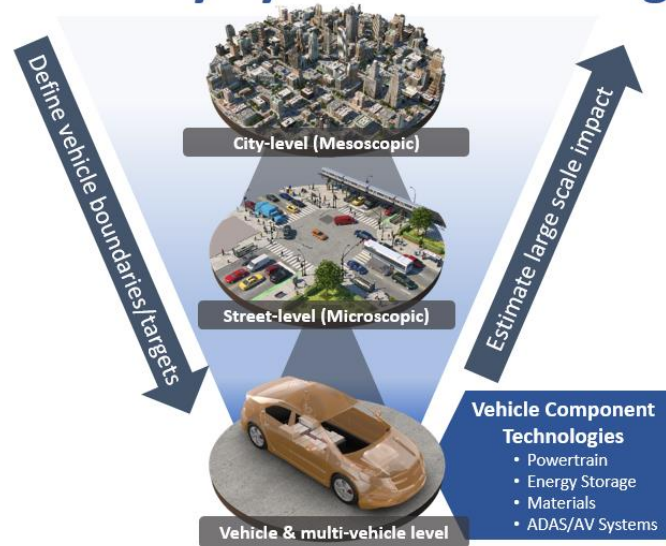 Define vehicle boundaries/targets
City-level (Mesoscopic)
Street-level (Microscopic)
Estimate large scale impact
Vehicle & multi-vehicle level
Vehicle Component
Technologies
• Powertrain
• Energy Storage
• Materials
• ADAS/AV Systems